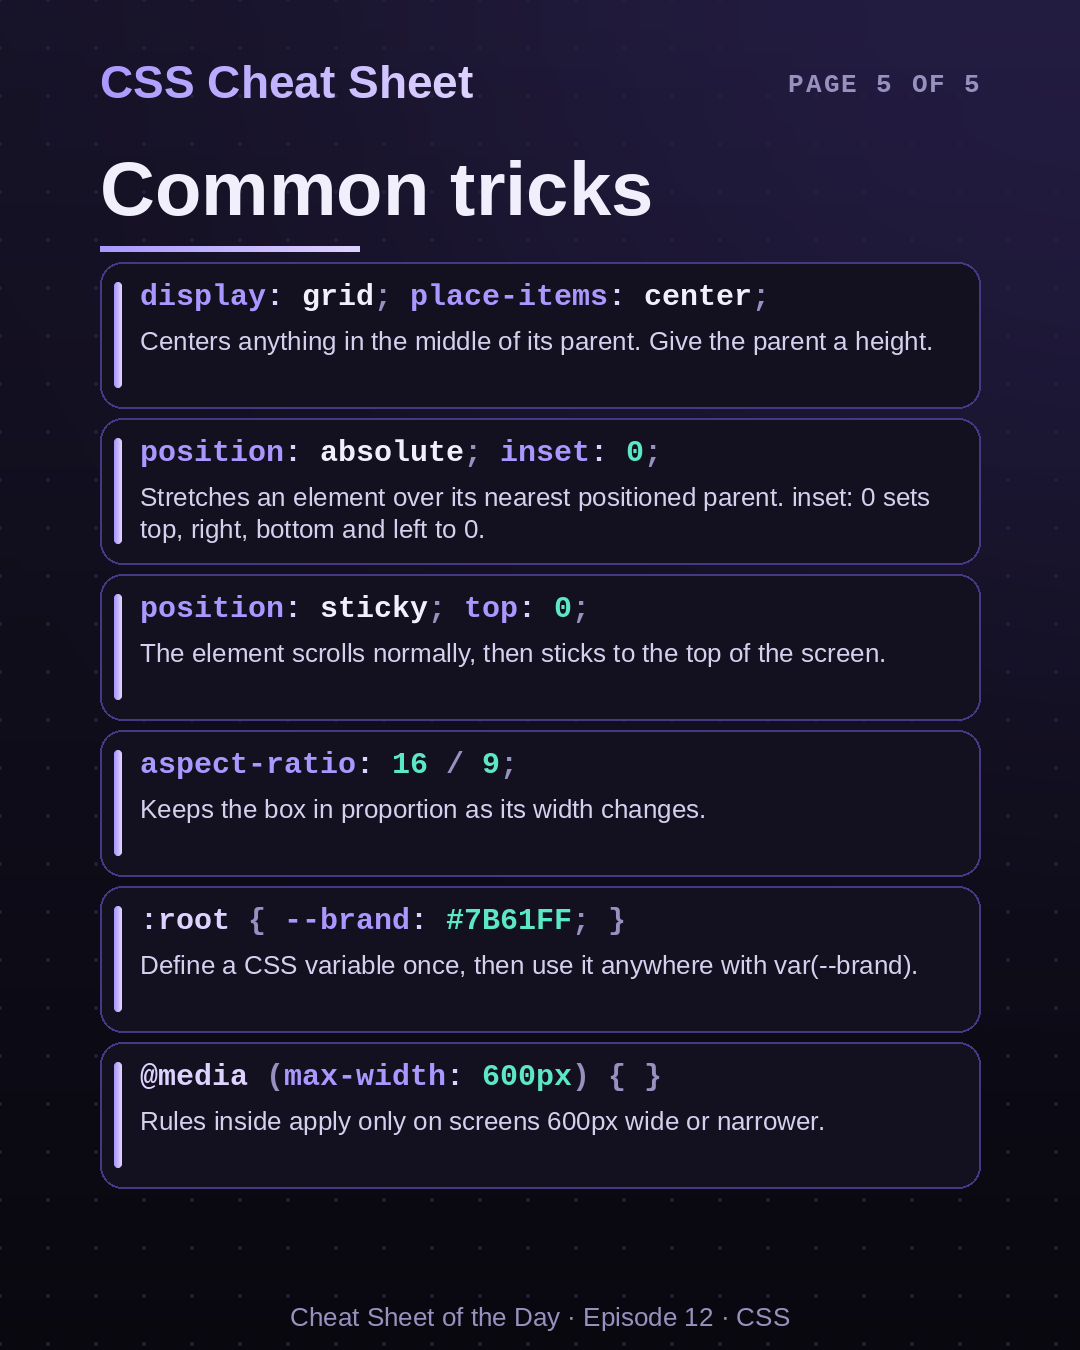 CSS Cheat Sheet
PAGE 5 OF 5
Common tricks
display: grid; place-items: center;
Centers anything in the middle of its parent. Give the parent a height.
position: absolute; inset: 0;
Stretches an element over its nearest positioned parent. inset: 0 sets
top, right, bottom and left to 0.
position: sticky; top: 0;
The element scrolls normally, then sticks to the top of the screen.
aspect-ratio: 16 / 9;
Keeps the box in proportion as its width changes.
:root { --brand: #7B61FF; }
Define a CSS variable once, then use it anywhere with var(--brand).
@media (max-width: 600px) { }
Rules inside apply only on screens 600px wide or narrower.
Cheat Sheet of the Day · Episode 12 · CSS